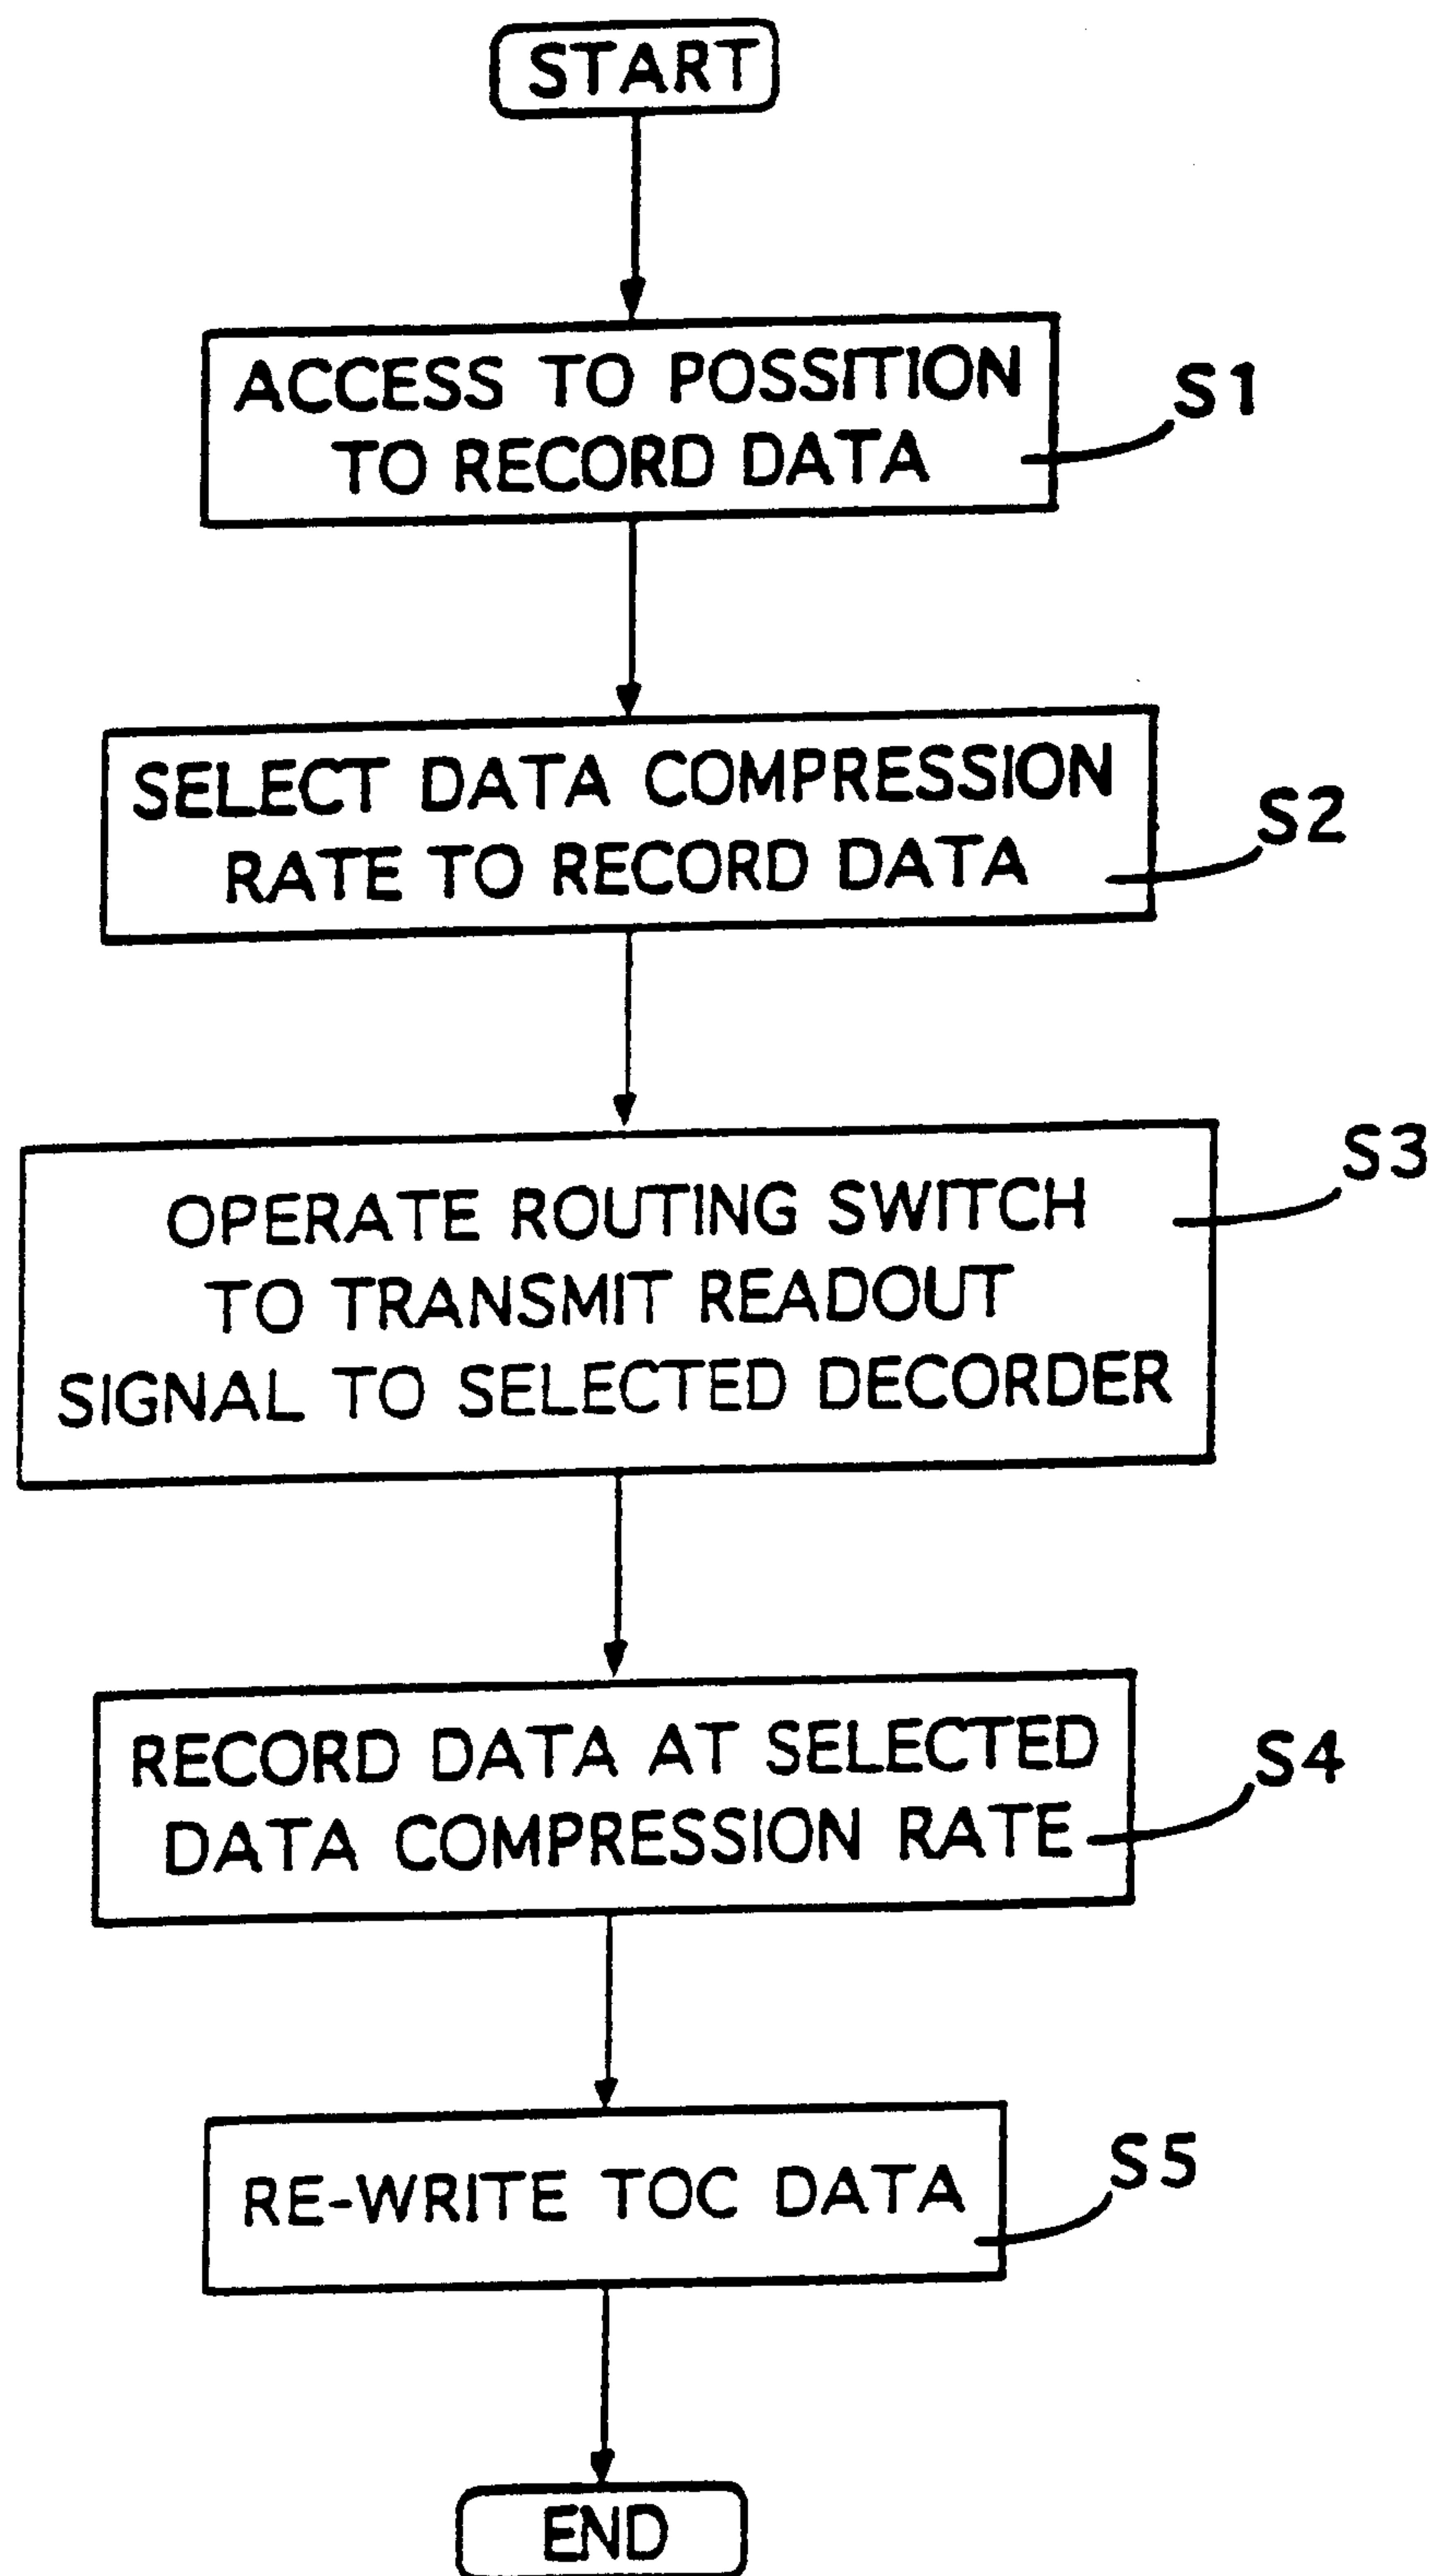 START
ACCESS TO POSSITION
TO RECORD DATA
S1
SELECT DATA COMPRESSION
RATE TO RECORD DATA
S2
OPERATE ROUTING SWITCH
TO TRANSMIT READOUT
SIGNAL TO SELECTED DECORDER
S3
RECORD DATA AT SELECTED
DATA COMPRESSION RATE
S4
RE-WRITE TOC DATA
S5
END